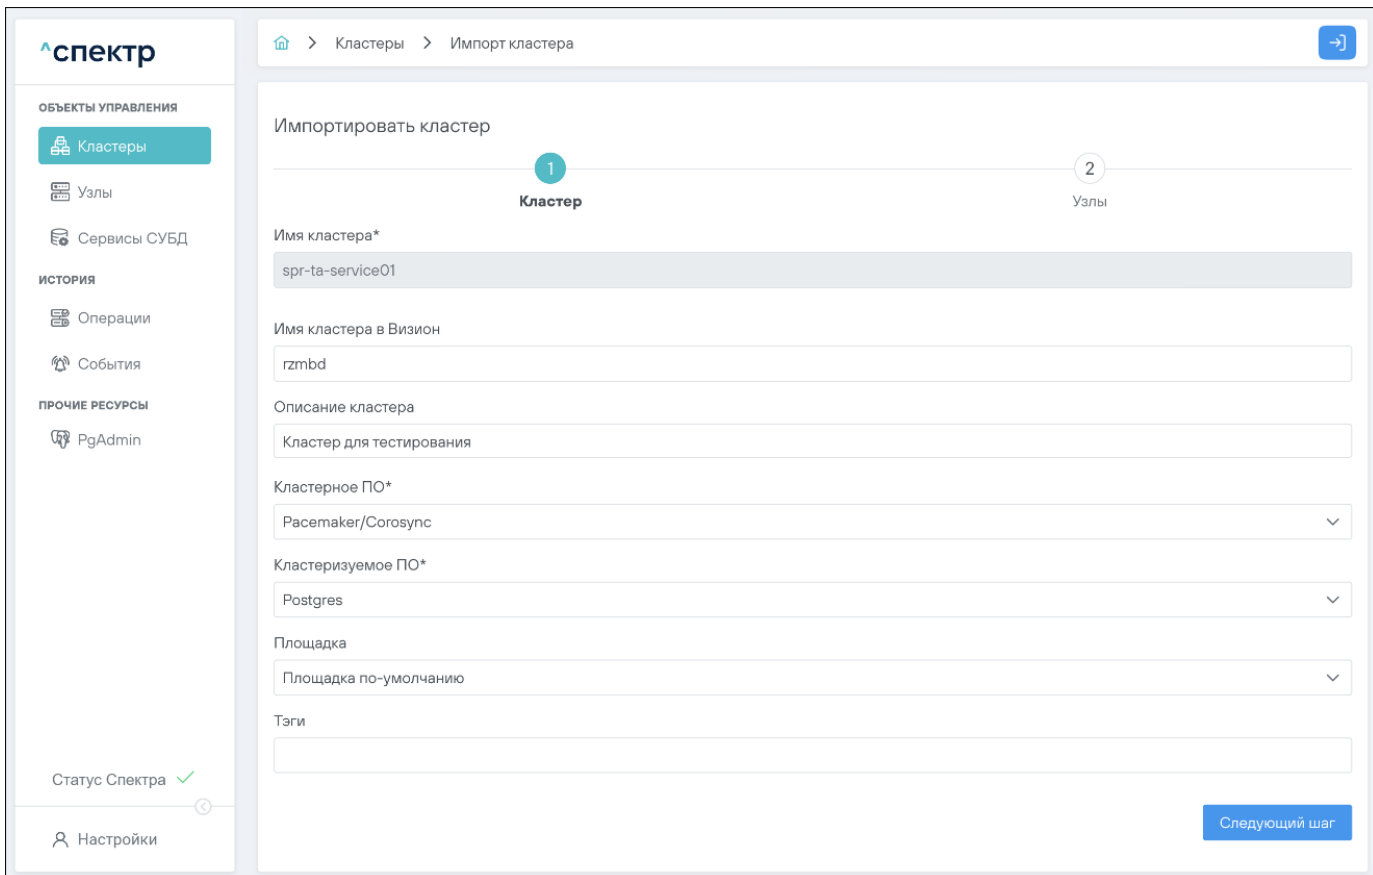 ^спектр
ОБЪЕКТЫ УПРАВЛЕНИЯ
Кластеры
Узлы
Сервисы СУБД
ИСТОРИЯ
Операции
События
ПРОЧИЕ РЕСУРСЫ
PgAdmin
Статус Спектра
Настройки
Кластеры > Импорт кластера
Импортировать кластер
1
Кластер
2
Узлы
Имя кластера*
spr-ta-service01
Имя кластера в Визион
rzmbd
Описание кластера
Кластер для тестирования
Кластерное ПО*
Pacemaker/Corosync
Кластеризуемое ПО*
Postgres
Площадка
Площадка по-умолчанию
Тэги
Следующий шаг